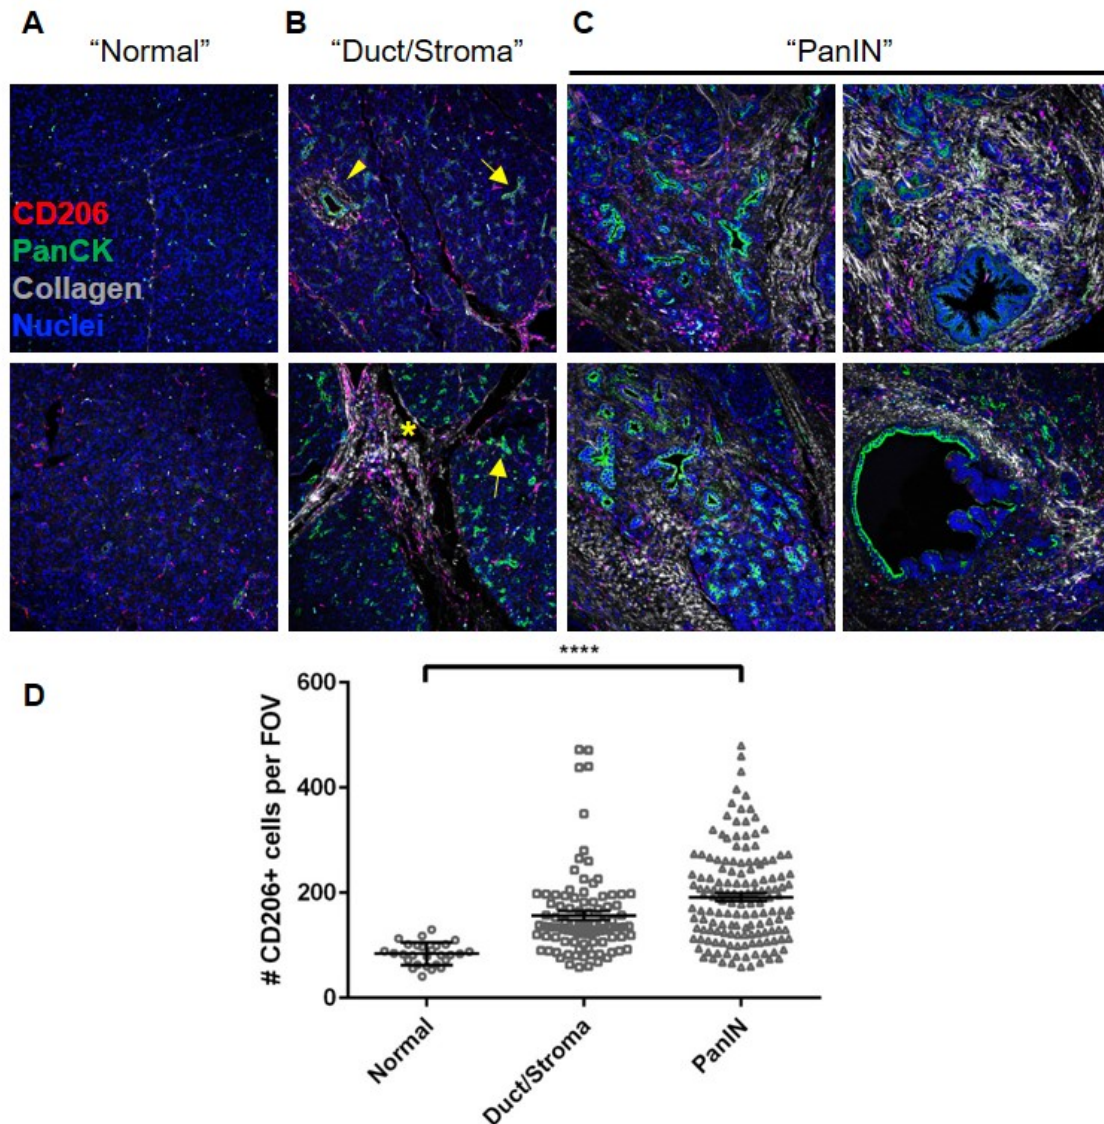 A
“Normal”
B
“Duct/Stroma”
C
“PanIN”
CD206
PanCK
Collagen
Nuclei
*
D
****
# CD206+ cells per FOV
600
400
200
0
Normal
Duct/Stroma
PanIN